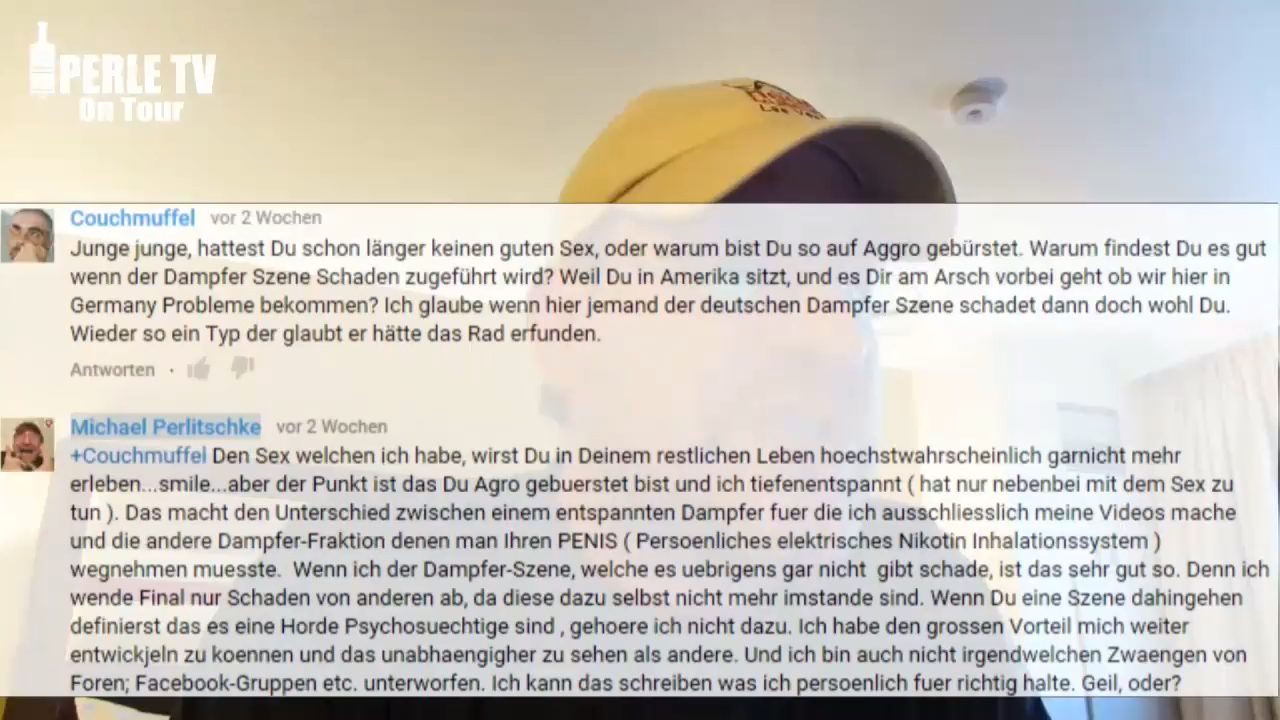 PERLE TV
On Tour
Couchmuffel vor 2 Wochen
Junge junge, hattest Du schon länger keinen guten Sex, oder warum bist Du so auf Aggro gebürstet. Warum findest Du es gut
wenn der Dampfer Szene Schaden zugeführt wird? Weil Du in Amerika sitzt, und es Dir am Arsch vorbei geht ob wir hier in
Germany Probleme bekommen? Ich glaube wenn hier jemand der deutschen Dampfer Szene schadet dann doch wohl Du.
Wieder so ein Typ der glaubt er hätte das Rad erfunden.
Antworten ·
Michael Perlitschke vor 2 Wochen
+Couchmuffel Den Sex welchen ich habe, wirst Du in Deinem restlichen Leben hoechstwahrscheinlich garnicht mehr
erleben...smile...aber der Punkt ist das Du Agro gebuerstet bist und ich tiefenentspannt ( hat nur nebenbei mit dem Sex zu
tun ). Das macht den Unterschied zwischen einem entspannten Dampfer fuer die ich ausschliesslich meine Videos mache
und die andere Dampfer-Fraktion denen man Ihren PENIS ( Persoenliches elektrisches Nikotin Inhalationssystem )
wegnehmen muesste. Wenn ich der Dampfer-Szene, welche es uebrigens gar nicht gibt schade, ist das sehr gut so. Denn ich
wende Final nur Schaden von anderen ab, da diese dazu selbst nicht mehr imstande sind. Wenn Du eine Szene dahingehen
definierst das es eine Horde Psychosuechtige sind , gehoere ich nicht dazu. Ich habe den grossen Vorteil mich weiter
entwickjeln zu koennen und das unabhaengigher zu sehen als andere. Und ich bin auch nicht irgendwelchen Zwaengen von
Foren; Facebook-Gruppen etc. unterworfen. Ich kann das schreiben was ich persoenlich fuer richtig halte. Geil, oder?